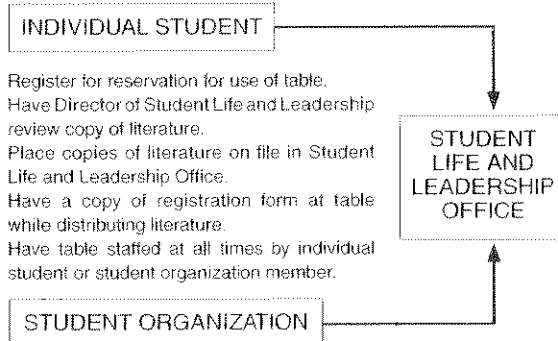 INDIVIDUAL STUDENT
Register for reservation for use of table.
Have Director of Student Life and Leadership
review copy of literature.
Place copies of literature on file in Student
Life and Leadership Office.
Have a copy of registration form at table
while distributing literature.
Have table staffed at all times by individual
student or student organization member.
STUDENT ORGANIZATION
STUDENT
LIFE AND
LEADERSHIP
OFFICE